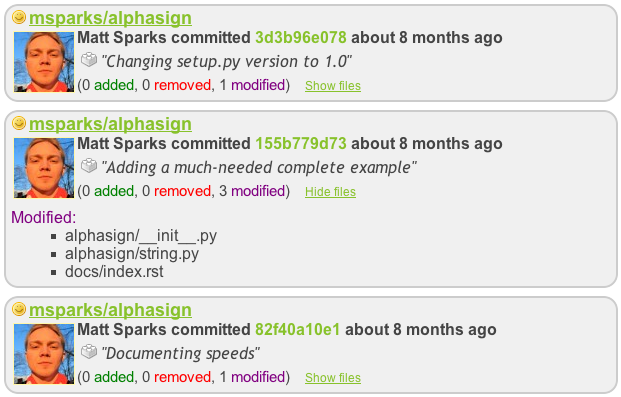 msparks/alphasign
Matt Sparks committed 3d3b96e078 about 8 months ago
"Changing setup.py version to 1.0"
(0 added, 0 removed, 1 modified) Show files
msparks/alphasign
Matt Sparks committed 155b779d73 about 8 months ago
"Adding a much-needed complete example"
(0 added, 0 removed, 3 modified) Hide files
Modified:
alphasign/__init__.py
alphasign/string.py
docs/index.rst
msparks/alphasign
Matt Sparks committed 82f40a10e1 about 8 months ago
"Documenting speeds"
(0 added, 0 removed, 1 modified) Show files